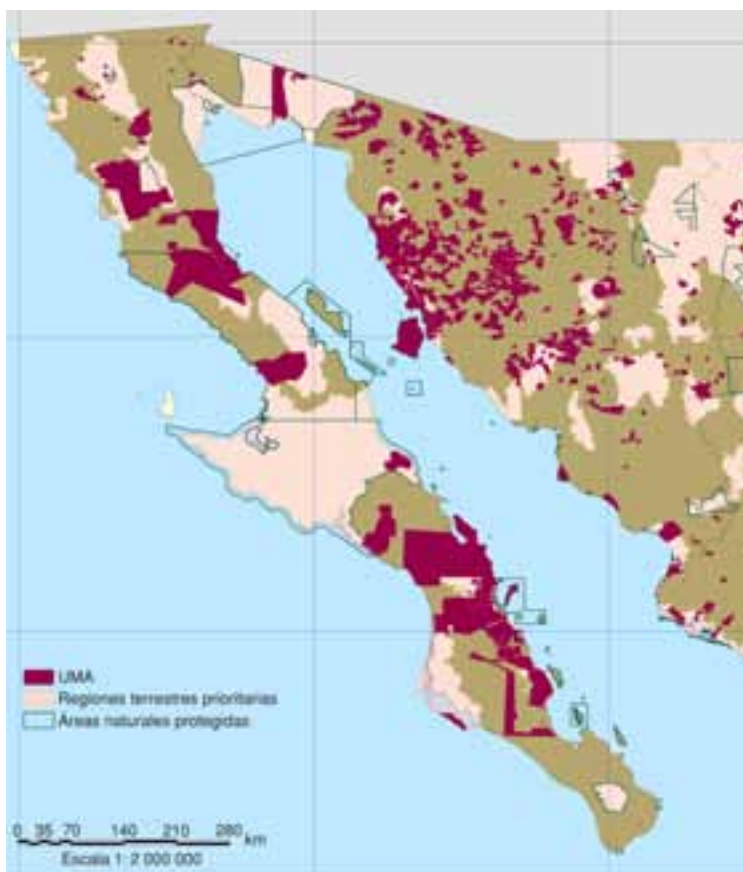 UMA
Regiones terrestres prioritarias
Áreas naturales protegidas
0 35 70 140 210 280 km
Escala 1: 2 000 000